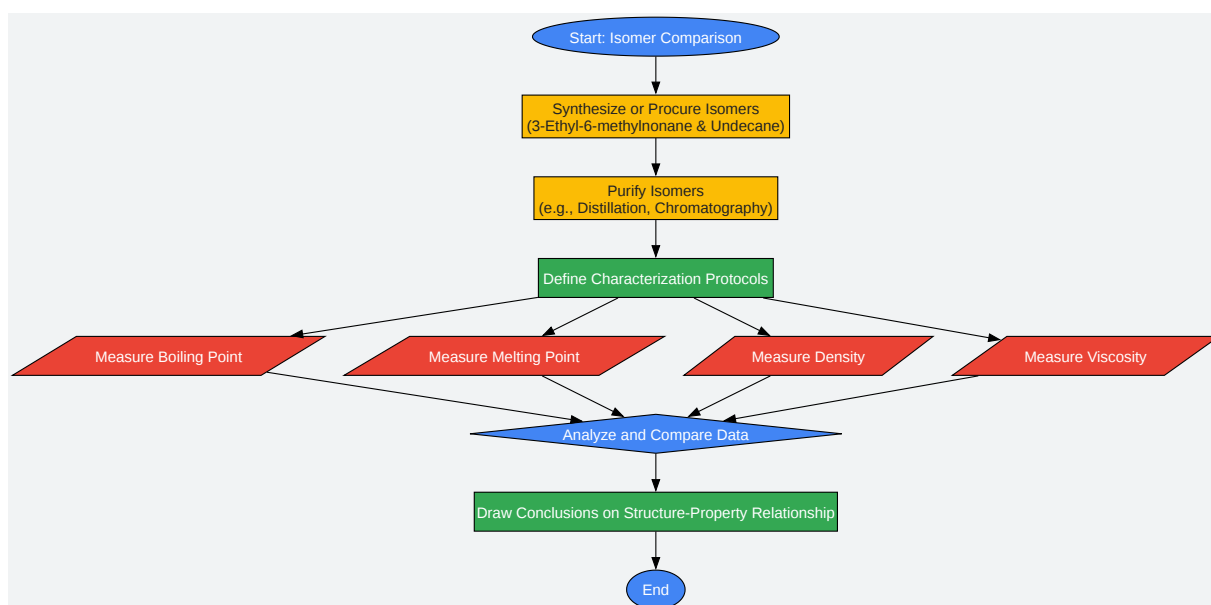 Start: Isomer Comparison
Synthesize or Procure Isomers
(3-Ethyl-6-methylnonane & Undecane)
Purify Isomers
(e.g., Distillation, Chromatography)
Define Characterization Protocols
Measure Boiling Point
Measure Melting Point
Measure Density
Measure Viscosity
Analyze and Compare Data
Draw Conclusions on Structure-Property Relationship
End